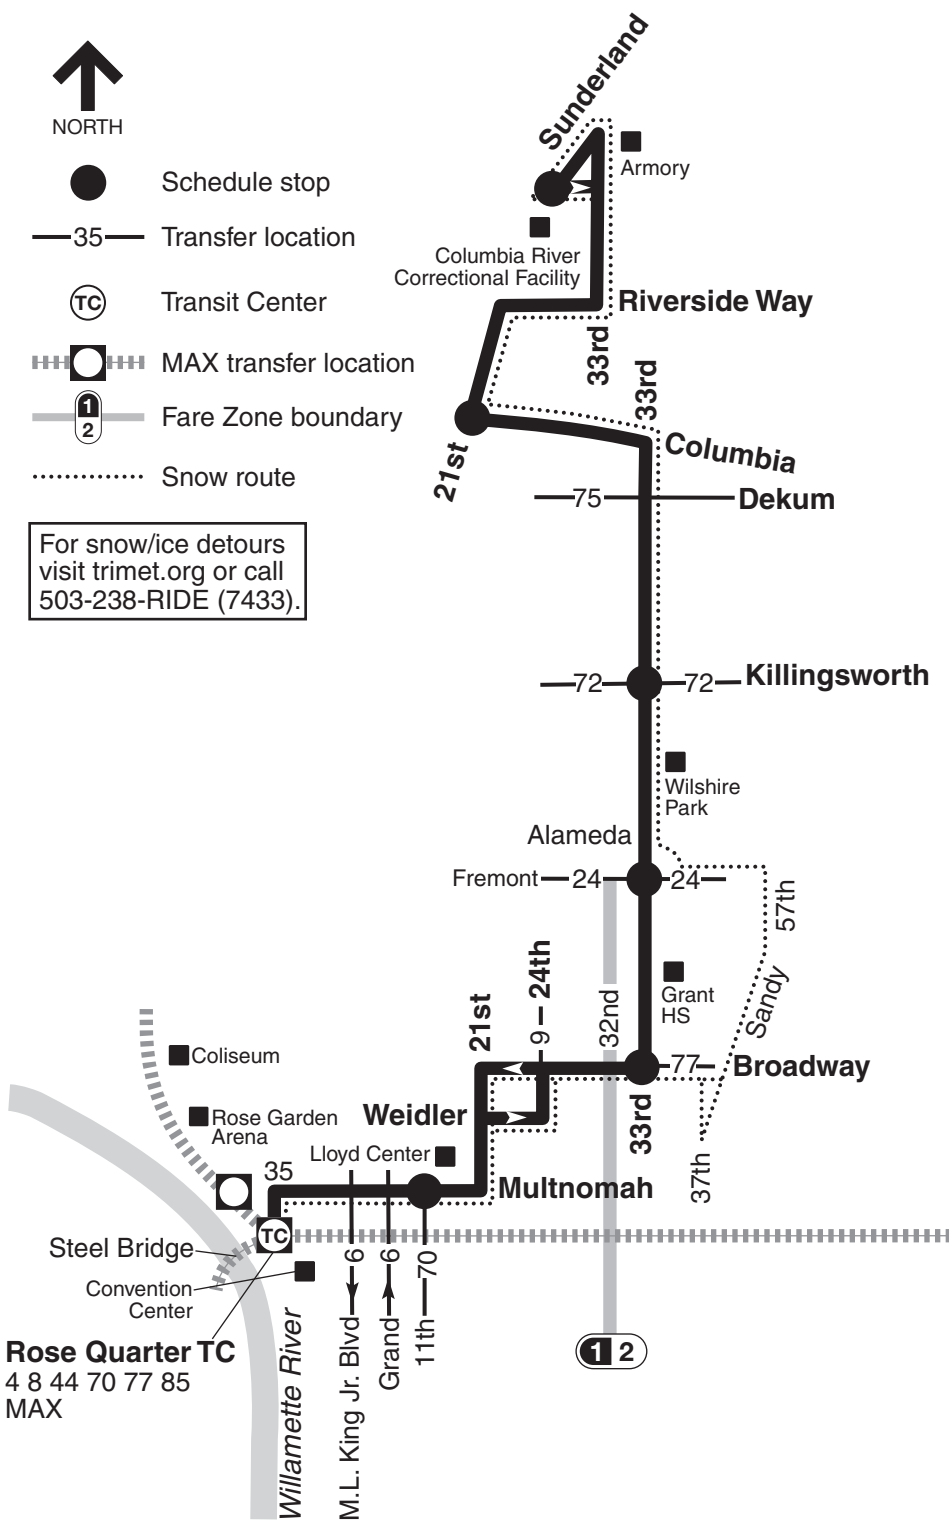 NORTH
Schedule stop
35
Transfer location
TC
Transit Center
MAX transfer location
1
2
Fare Zone boundary
Snow route
For snow/ice detours
visit trimet.org or call
503-238-RIDE (7433).
Sunderland
Armory
Columbia River
Correctional Facility
Riverside Way
33rd
33rd
21st
Columbia
75
Dekum
72
72
Killingsworth
Wilshire
Park
Alameda
Fremont
24
24
57th
Sandy
Grant
HS
32nd
9
24th
21st
77
Broadway
33rd
37th
Coliseum
Rose Garden
Arena
Weidler
Lloyd Center
35
Multnomah
TC
Steel Bridge
Convention
Center
Rose Quarter TC
4 8 44 70 77 85
MAX
Willamette River
6
M.L. King Jr. Blvd
6
Grand
70
11th
1 2